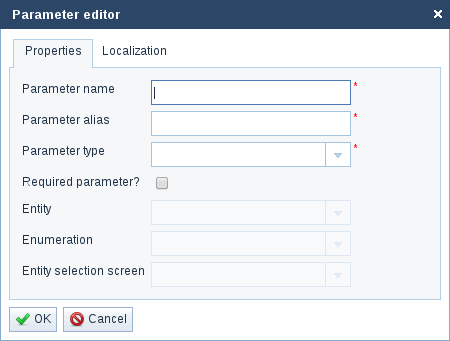 Parameter editor
Properties Localization
Parameter name *
Parameter alias *
Parameter type *
Required parameter?
Entity
Enumeration
Entity selection screen
OK Cancel